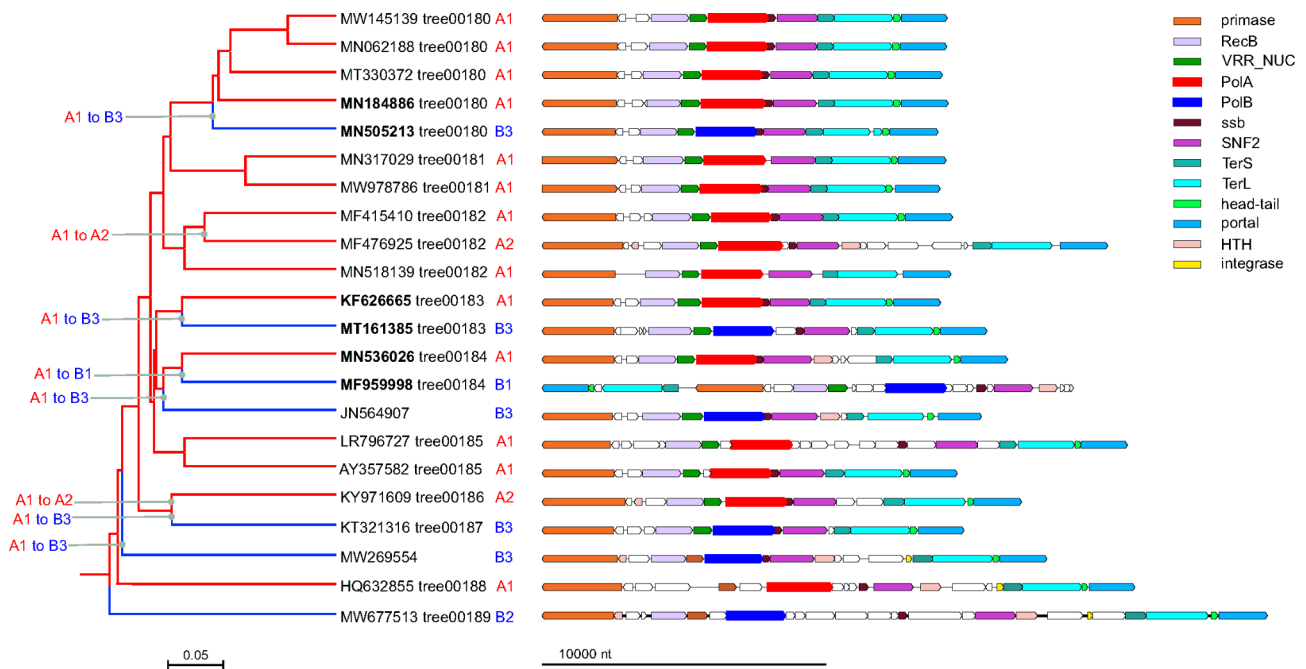 MW145139 tree00180 A1
MN062188 tree00180 A1
MT330372 tree00180 A1
MN184886 tree00180 A1
A1 to B3
MN505213 tree00180 B3
MN317029 tree00181 A1
MW978786 tree00181 A1
MF415410 tree00182 A1
A1 to A2
MF476925 tree00182 A2
MN518139 tree00182 A1
KF626665 tree00183 A1
A1 to B3
MT161385 tree00183 B3
MN536026 tree00184 A1
A1 to B1
MF959998 tree00184 B1
A1 to B3
JN564907 B3
LR796727 tree00185 A1
AY357582 tree00185 A1
A1 to A2
KY971609 tree00186 A2
A1 to B3
KT321316 tree00187 B3
A1 to B3
MW269554 B3
HQ632855 tree00188 A1
MW677513 tree00189 B2
0.05
10000 nt
primase
RecB
VRR_NUC
PolA
PolB
ssb
SNF2
TerS
TerL
head-tail
portal
HTH
integrase